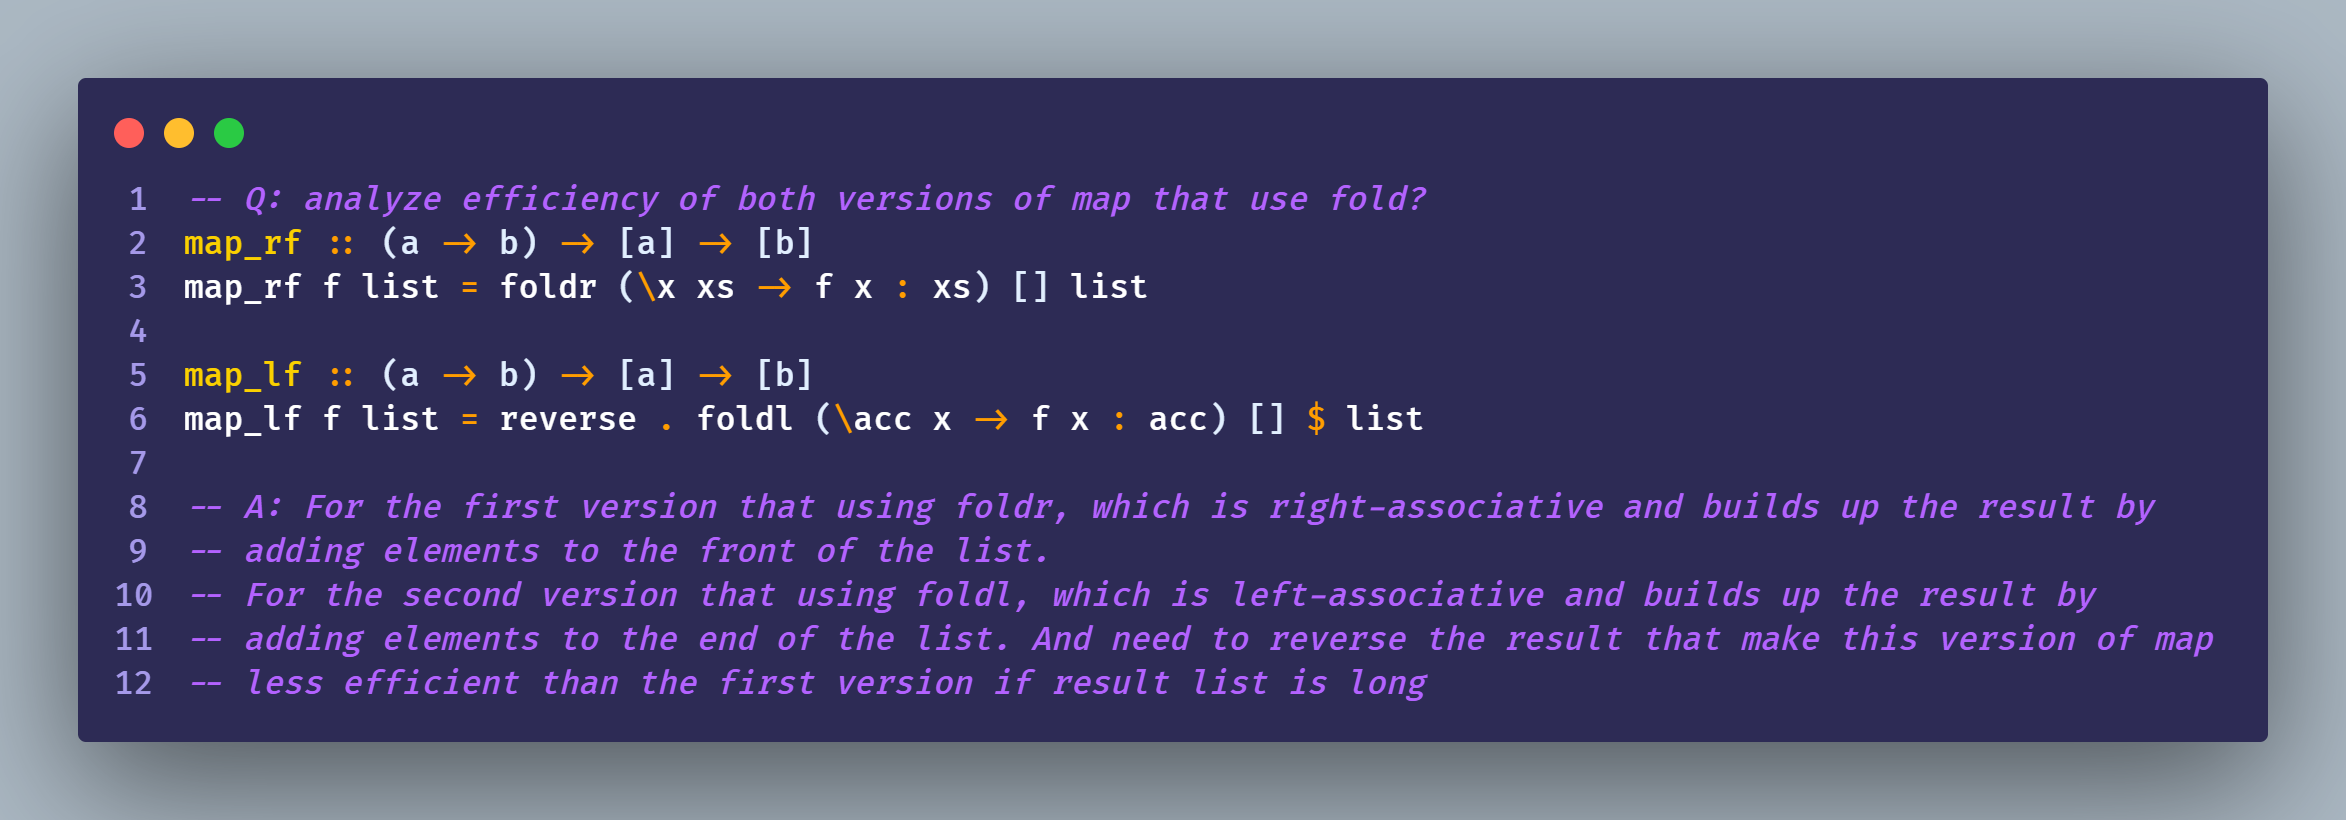 1 -- Q: analyze efficiency of both versions of map that use fold?
2 map_rf :: (a -> b) -> [a] -> [b]
3 map_rf f list = foldr (\x xs -> f x : xs) [] list
4
5 map_lf :: (a -> b) -> [a] -> [b]
6 map_lf f list = reverse . foldl (\acc x -> f x : acc) [] $ list
7
8 -- A: For the first version that using foldr, which is right-associative and builds up the result by
9 -- adding elements to the front of the list.
10 -- For the second version that using foldl, which is left-associative and builds up the result by
11 -- adding elements to the end of the list. And need to reverse the result that make this version of map
12 -- less efficient than the first version if result list is long